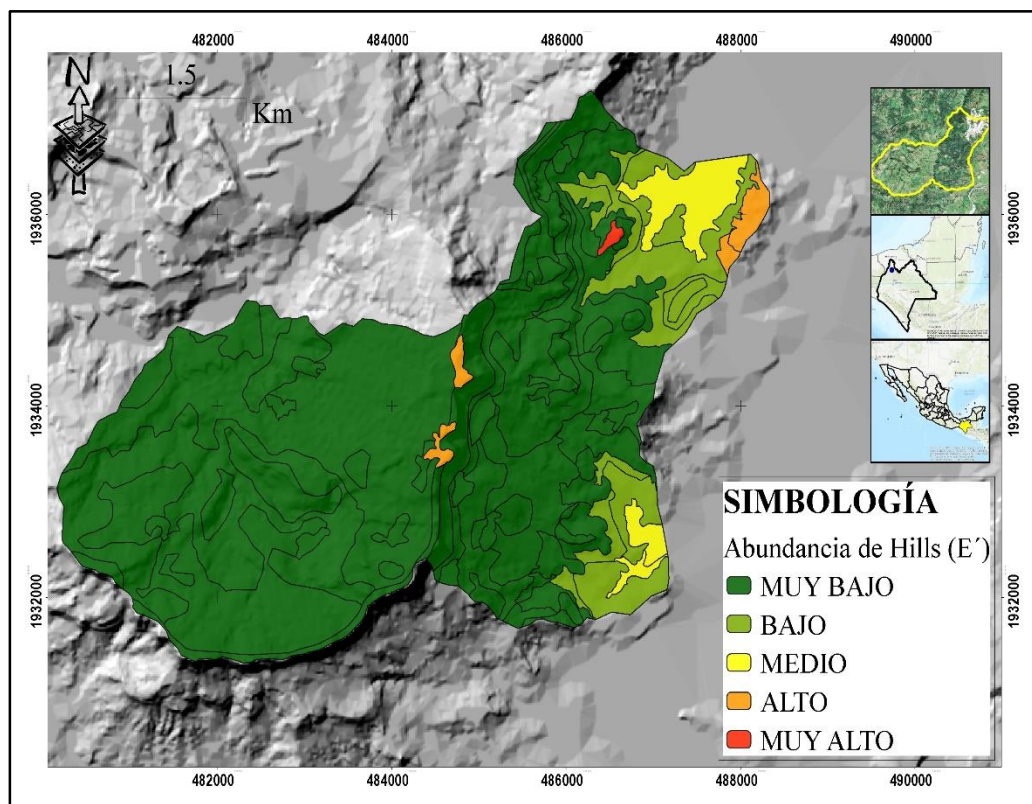 482000 484000 486000 488000 490000
N
1.5
Km
1936000 1936000
1934000 1934000
1932000 1932000
SIMBOLOGÍA
Abundancia de Hills (E´)
MUY BAJO
BAJO
MEDIO
ALTO
MUY ALTO
482000 484000 486000 488000 490000